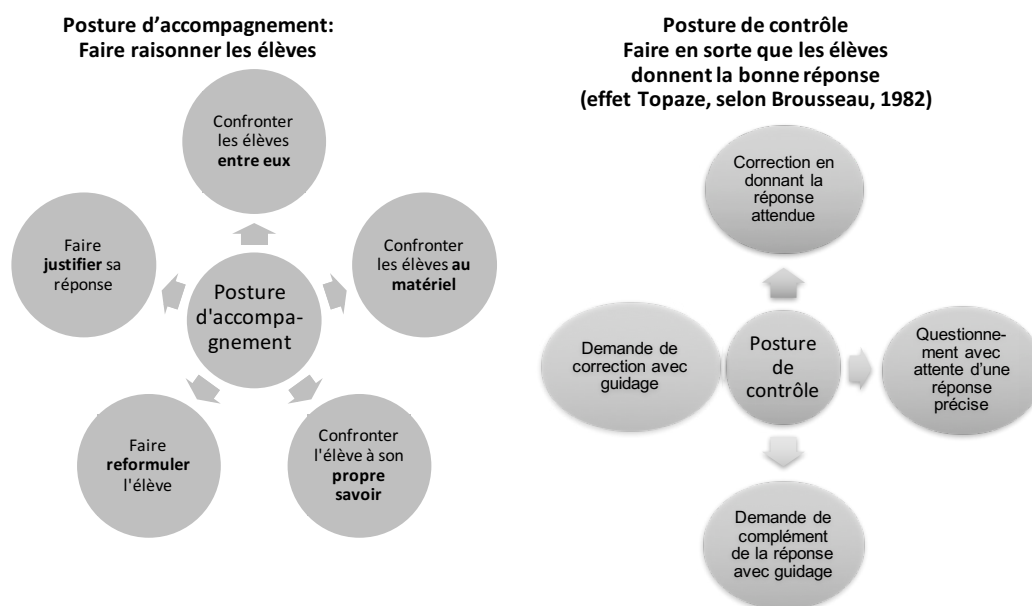 Posture d’accompagnement:
Faire raisonner les élèves
Confronter
les élèves
entre eux
Faire
justifier sa
réponse
Confronter
les élèves au
matériel
Posture
d'accompa-
gnement
Faire
reformuler
l'élève
Confronter
l'élève à son
propre
savoir
Posture de contrôle
Faire en sorte que les élèves
donnent la bonne réponse
(effet Topaze, selon Brousseau, 1982)
Correction en
donnant la
réponse
attendue
Demande de
correction avec
guidage
Posture
de
contrôle
Questionne-
ment avec
attente d’une
réponse
précise
Demande de
complément
de la réponse
avec guidage